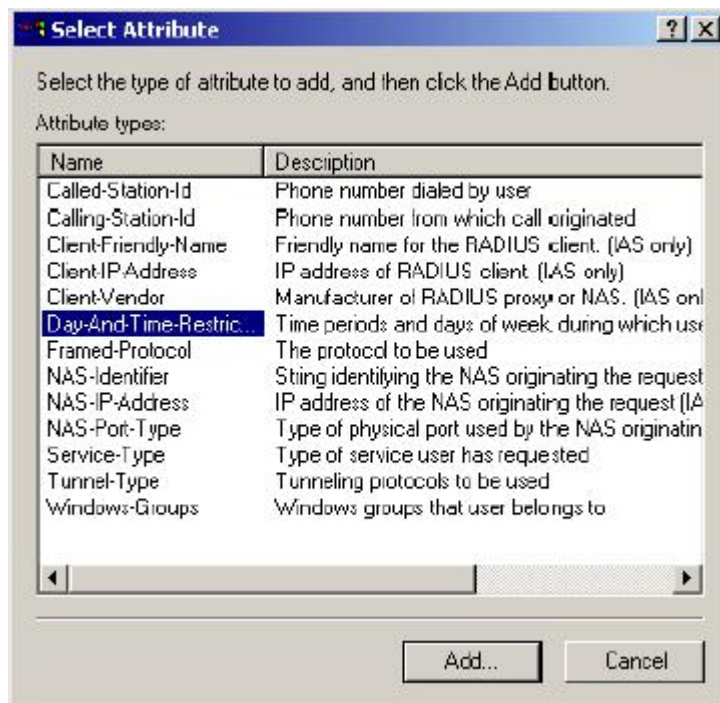 Select Attribute
Select the type of attribute to add, and then click the Add button.
Attribute types:
Name Description
Called-Station-Id Phone number dialed by user
Calling-Station-Id Phone number from which call originated
Client-Friendly-Name Friendly name for the RADIUS client. (IAS only)
Client-IP-Address IP address of RADIUS client. (IAS only)
Client-Vendor Manufacturer of RADIUS proxy or NAS. (IAS onl
Day-And-Time-Restric... Time periods and days of week during which use
Framed-Protocol The protocol to be used
NAS-Identifier String identifying the NAS originating the request
NAS-IP-Address IP address of the NAS originating the request (IA
NAS-Port-Type Type of physical port used by the NAS originatin
Service-Type Type of service user has requested
Tunnel-Type Tunneling protocols to be used
Windows-Groups Windows groups that user belongs to
Add... Cancel